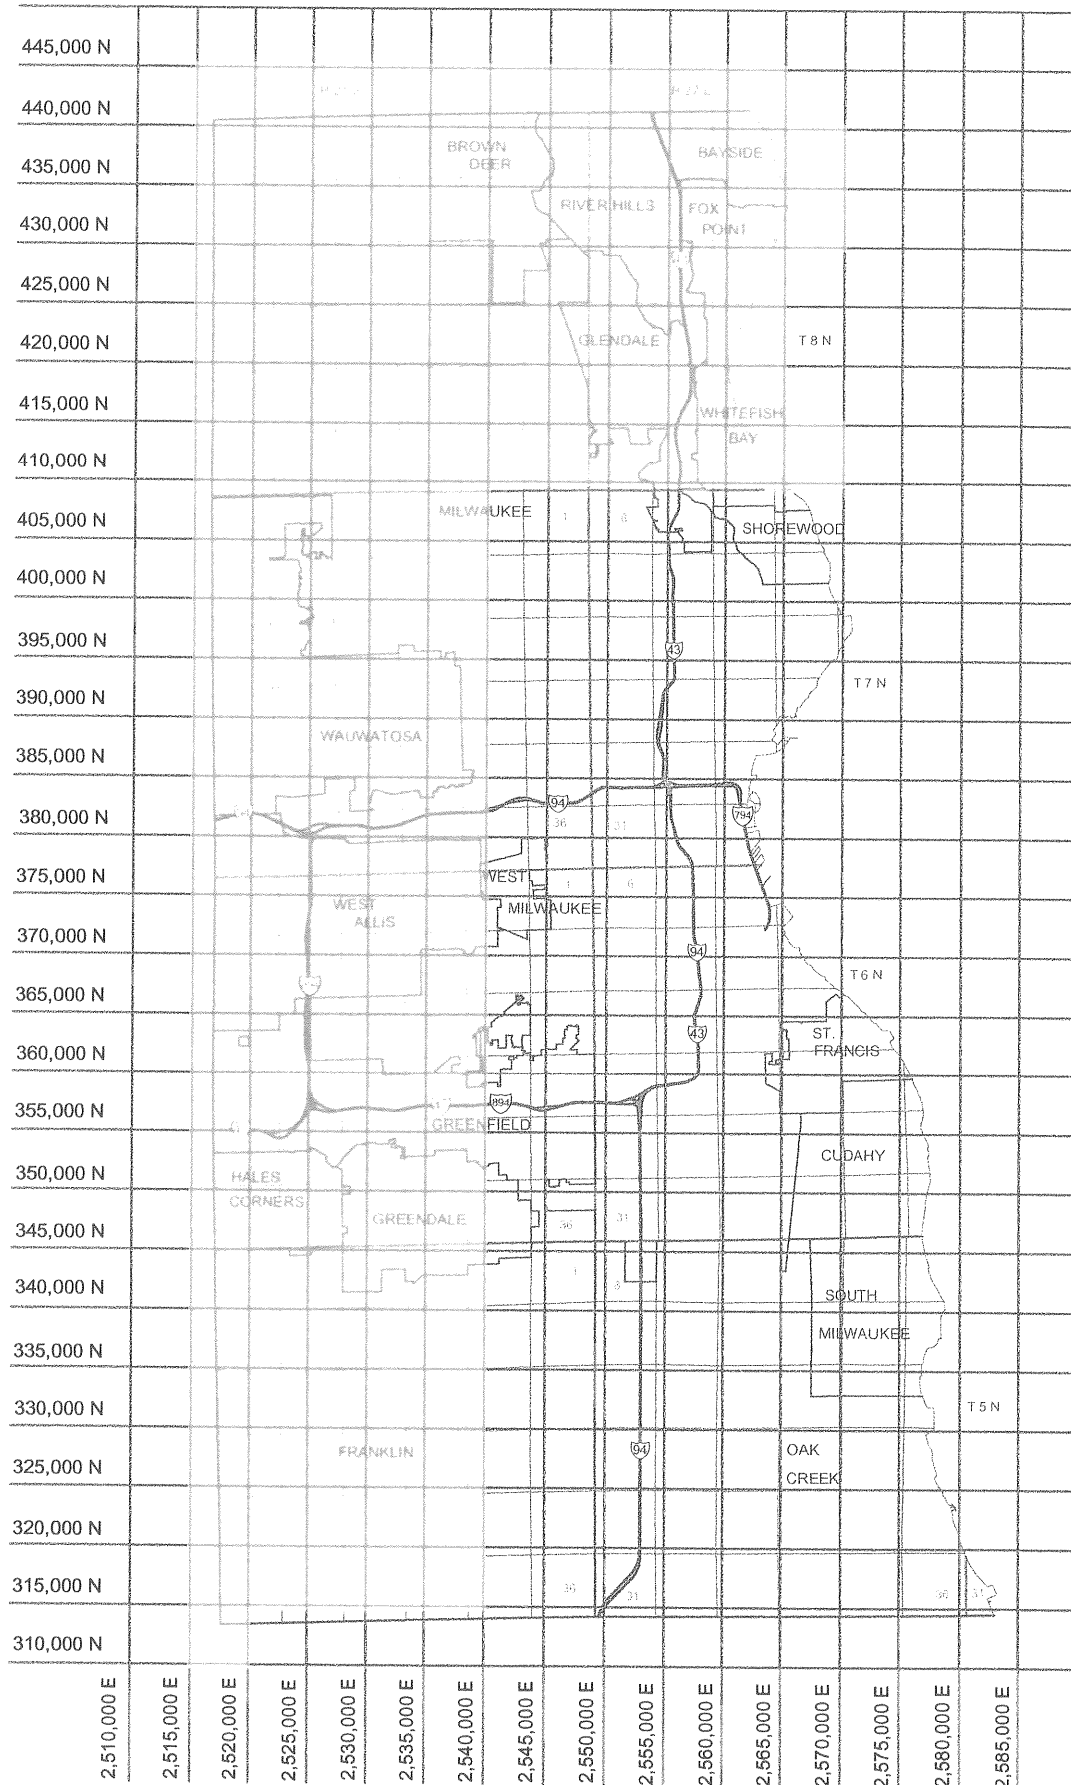 445,000 N
440,000 N
435,000 N
430,000 N
425,000 N
420,000 N
415,000 N
410,000 N
405,000 N
400,000 N
395,000 N
390,000 N
385,000 N
380,000 N
375,000 N
370,000 N
365,000 N
360,000 N
355,000 N
350,000 N
345,000 N
340,000 N
335,000 N
330,000 N
325,000 N
320,000 N
315,000 N
310,000 N
BROWN
DEER
BAYSIDE
RIVER HILLS
FOX
POINT
GLENDALE
T 8 N
WHITEFISH
BAY
MILWAUKEE
1
6
SHOREWOOD
43
T 7 N
WAUWATOSA
94
794
36
31
WEST
MILWAUKEE
1
6
WEST
ALLIS
94
T 6 N
43
ST.
FRANCIS
894
GREENFIELD
CUDAHY
HALES
CORNERS
GREENDALE
36
31
1
6
SOUTH
MILWAUKEE
T 5 N
FRANKLIN
94
OAK
CREEK
36
31
36
31
2,510,000 E
2,515,000 E
2,520,000 E
2,525,000 E
2,530,000 E
2,535,000 E
2,540,000 E
2,545,000 E
2,550,000 E
2,555,000 E
2,560,000 E
2,565,000 E
2,570,000 E
2,575,000 E
2,580,000 E
2,585,000 E